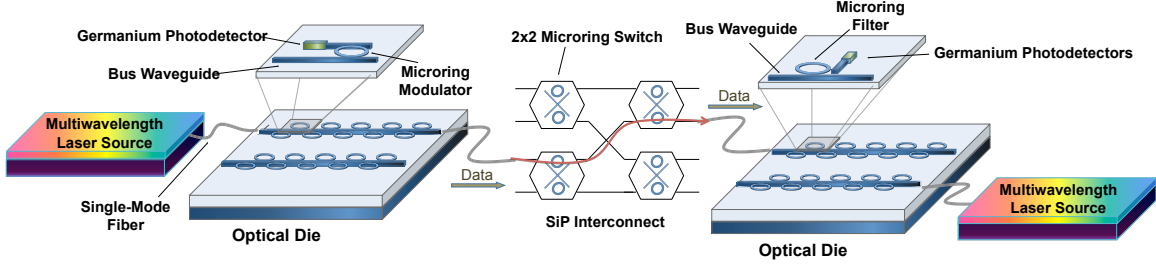 Germanium Photodetector
Bus Waveguide
Microring
Modulator
Multiwavelength
Laser Source
Single-Mode
Fiber
Optical Die
Data
2x2 Microring Switch
SiP Interconnect
Data
Microring
Filter
Bus Waveguide
Germanium Photodetectors
Optical Die
Multiwavelength
Laser Source